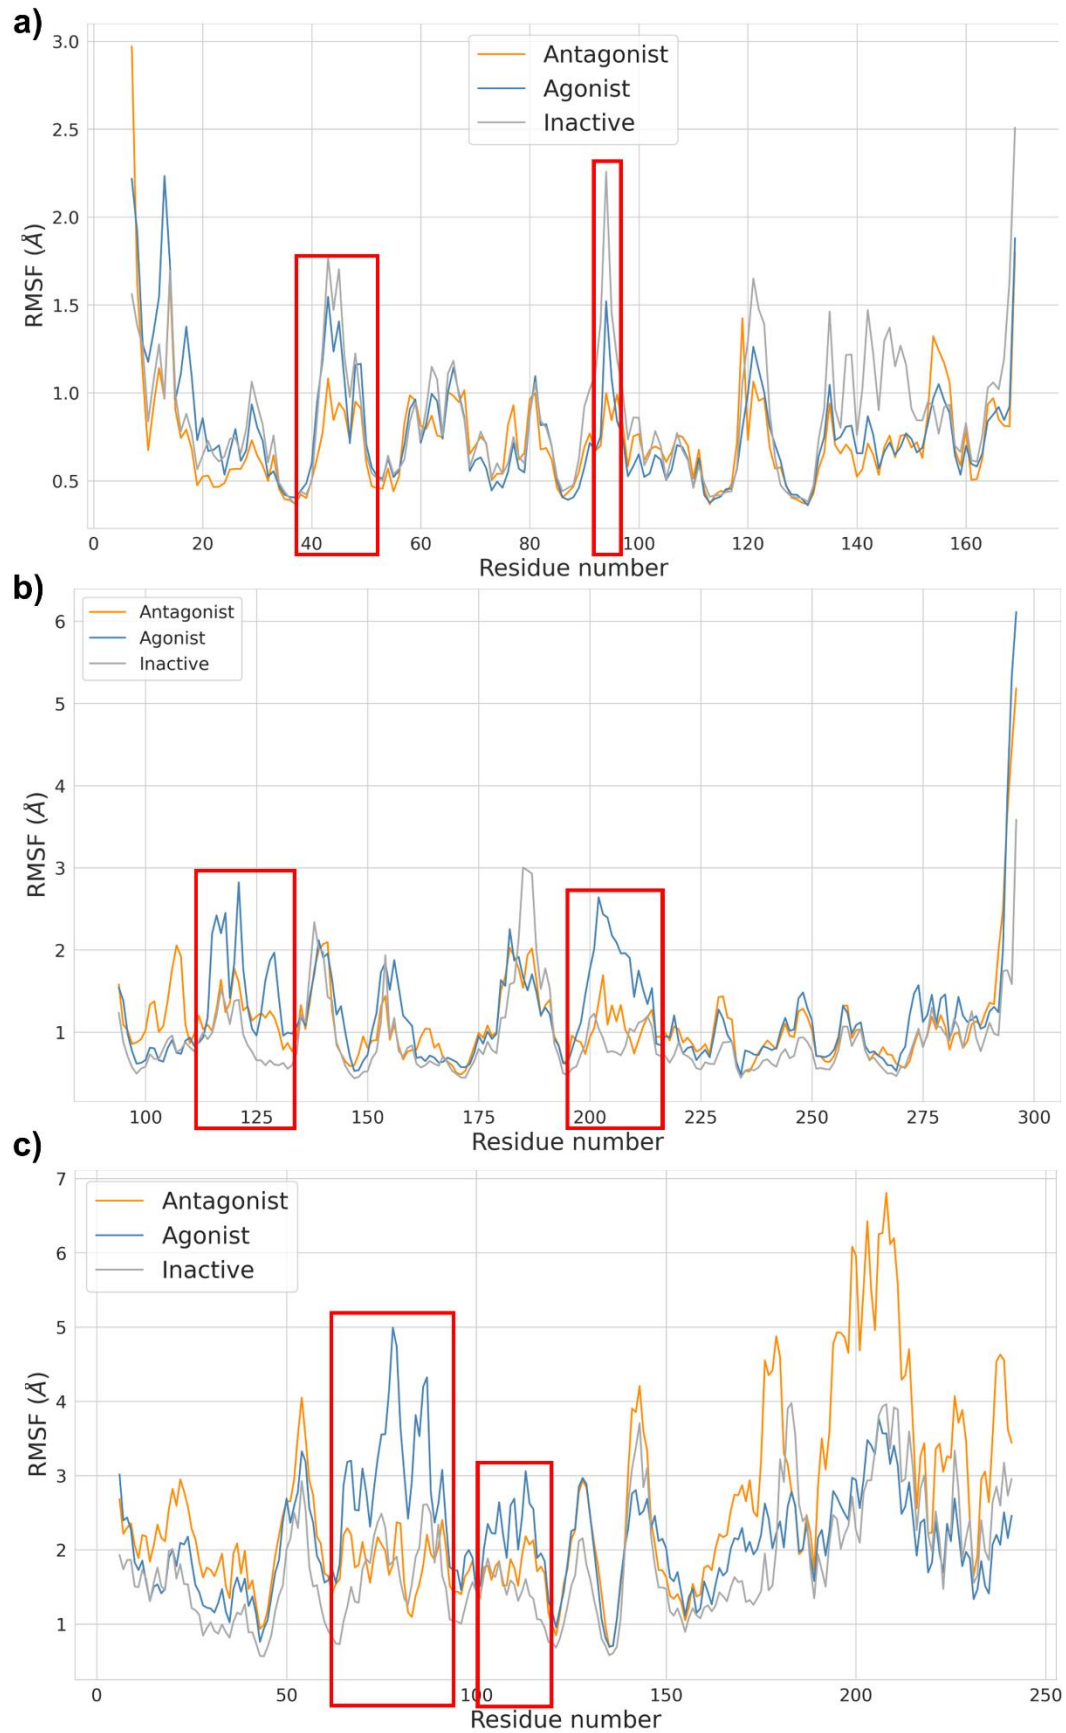 a)
3.0
2.5
2.0
1.5
1.0
0.5
RMSF (Å)
Antagonist
Agonist
Inactive
0 20 40 60 80 100 120 140 160
Residue number
b)
6
5
4
3
2
1
RMSF (Å)
Antagonist
Agonist
Inactive
100 125 150 175 200 225 250 275 300
Residue number
c)
7
6
5
4
3
2
1
RMSF (Å)
Antagonist
Agonist
Inactive
0 50 100 150 200 250
Residue number